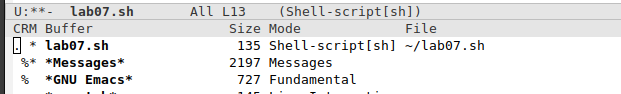 U:**- lab07.sh All L13 (Shell-script[sh])
CRM Buffer Size Mode File
. * lab07.sh 135 Shell-script[sh] ~/lab07.sh
%* *Messages* 2197 Messages
% *GNU Emacs* 727 Fundamental